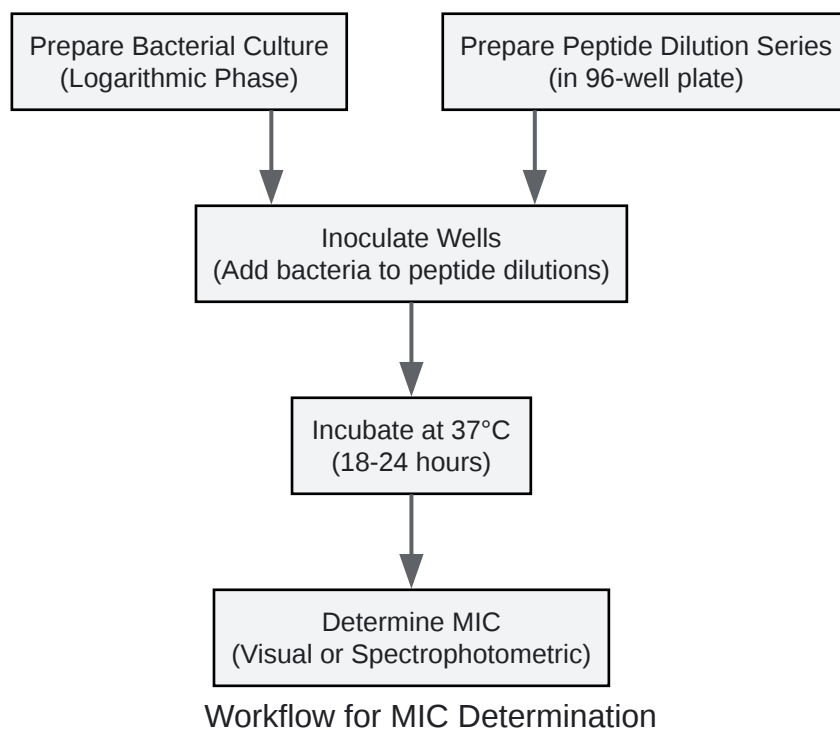 Prepare Bacterial Culture
(Logarithmic Phase)
Prepare Peptide Dilution Series
(in 96-well plate)
Inoculate Wells
(Add bacteria to peptide dilutions)
Incubate at 37°C
(18-24 hours)
Determine MIC
(Visual or Spectrophotometric)
Workflow for MIC Determination